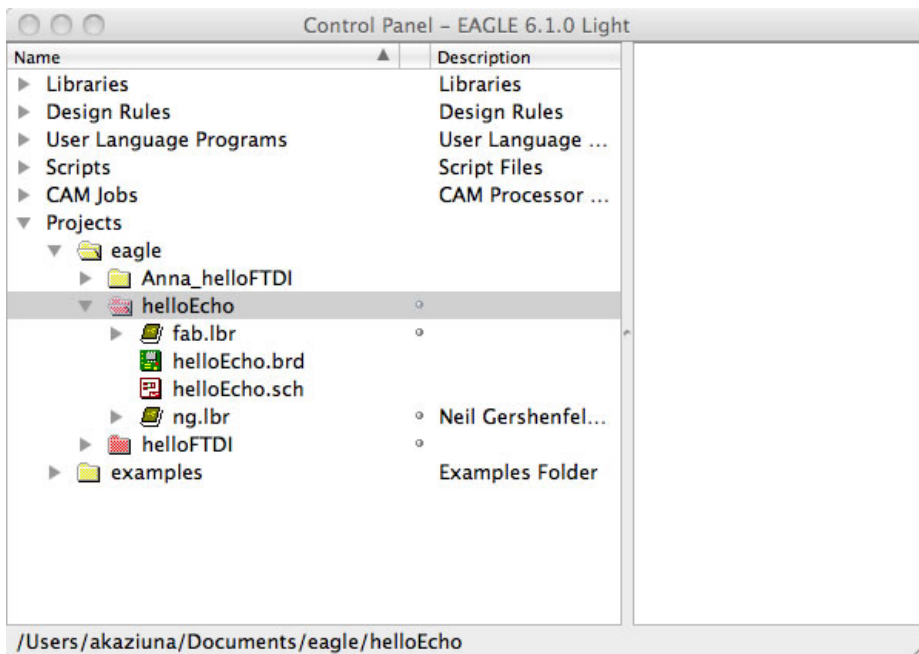 Control Panel – EAGLE 6.1.0 Light
Name Description
Libraries Libraries
Design Rules Design Rules
User Language Programs User Language ...
Scripts Script Files
CAM Jobs CAM Processor ...
Projects
eagle
Anna_helloFTDI
helloEcho
fab.lbr
helloEcho.brd
helloEcho.sch
ng.lbr Neil Gershenfel...
helloFTDI
examples Examples Folder
/Users/akaziuna/Documents/eagle/helloEcho